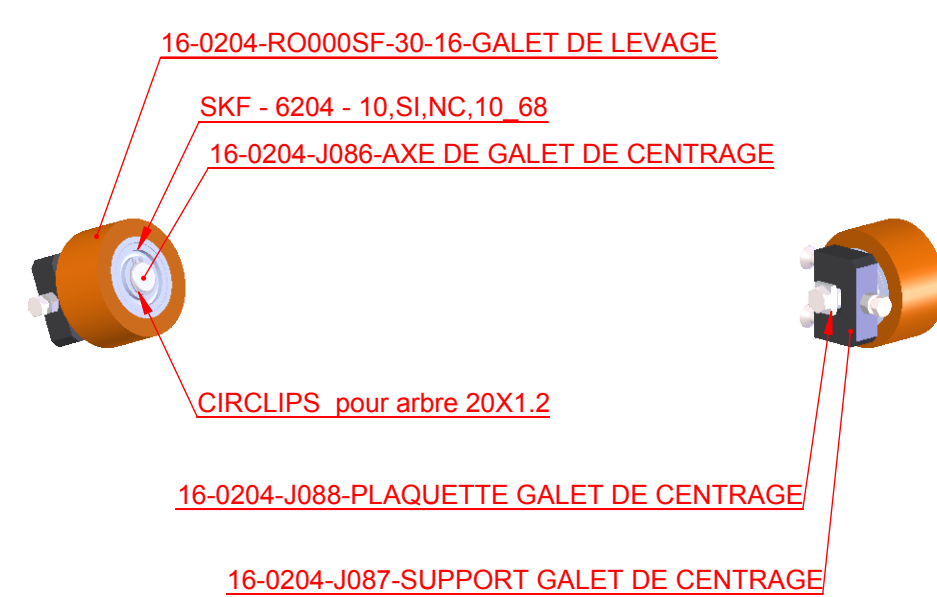 16-0204-RO000SF-30-16-GALET DE LEVAGE
SKF - 6204 - 10,SI,NC,10_68
16-0204-J086-AXE DE GALET DE CENTRAGE
CIRCLIPS  pour arbre 20X1.2
16-0204-J088-PLAQUETTE GALET DE CENTRAGE
16-0204-J087-SUPPORT GALET DE CENTRAGE